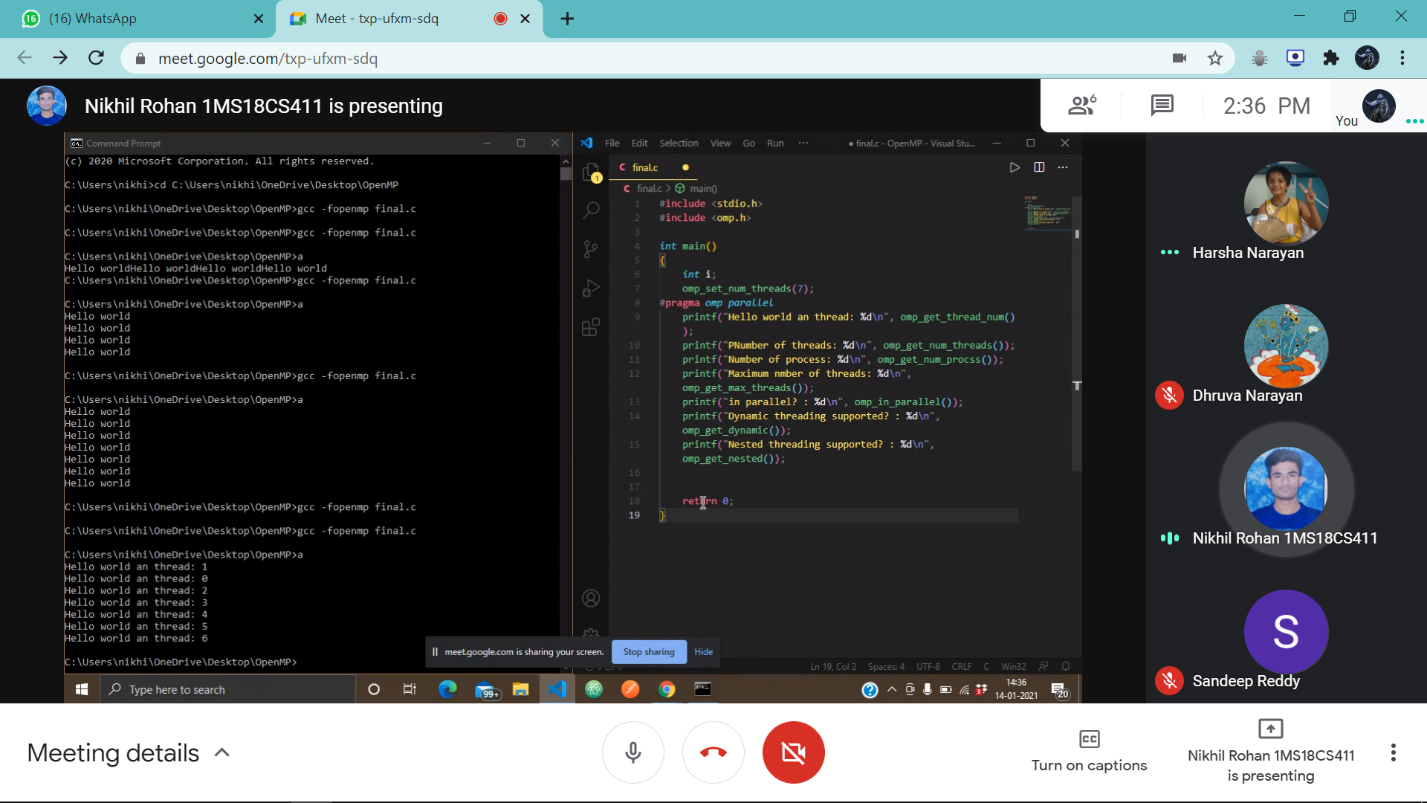 (16) WhatsApp
Meet - txp-ufxm-sdq
meet.google.com/txp-ufxm-sdq
Nikhil Rohan 1MS18CS411 is presenting
6
2:36 PM
You
Command Prompt
(c) 2020 Microsoft Corporation. All rights reserved.
C:\Users\nikhi>cd C:\Users\nikhi\OneDrive\Desktop\OpenMP
C:\Users\nikhi\OneDrive\Desktop\OpenMP>gcc -fopenmp final.c
C:\Users\nikhi\OneDrive\Desktop\OpenMP>gcc -fopenmp final.c
C:\Users\nikhi\OneDrive\Desktop\OpenMP>a
Hello worldHello worldHello worldHello world
C:\Users\nikhi\OneDrive\Desktop\OpenMP>gcc -fopenmp final.c
C:\Users\nikhi\OneDrive\Desktop\OpenMP>a
Hello world
Hello world
Hello world
Hello world
C:\Users\nikhi\OneDrive\Desktop\OpenMP>gcc -fopenmp final.c
C:\Users\nikhi\OneDrive\Desktop\OpenMP>a
Hello world
Hello world
Hello world
Hello world
Hello world
Hello world
Hello world
C:\Users\nikhi\OneDrive\Desktop\OpenMP>gcc -fopenmp final.c
C:\Users\nikhi\OneDrive\Desktop\OpenMP>gcc -fopenmp final.c
C:\Users\nikhi\OneDrive\Desktop\OpenMP>a
Hello world an thread: 1
Hello world an thread: 0
Hello world an thread: 2
Hello world an thread: 3
Hello world an thread: 4
Hello world an thread: 5
Hello world an thread: 6
C:\Users\nikhi\OneDrive\Desktop\OpenMP>
File Edit Selection View Go Run ··· ● final.c - OpenMP - Visual Stu...
1
C final.c
C final.c > main()
1 #include <stdio.h>
2 #include <omp.h>
3
4 int main()
5 {
6 int i;
7 omp_set_num_threads(7);
8 #pragma omp parallel
9 printf("Hello world an thread: %d\n", omp_get_thread_num()
);
10 printf("PNumber of threads: %d\n", omp_get_num_threads());
11 printf("Number of process: %d\n", omp_get_num_procss());
12 printf("Maximum nmber of threads: %d\n",
omp_get_max_threads());
13 printf("in parallel? : %d\n", omp_in_parallel());
14 printf("Dynamic threading supported? : %d\n",
omp_get_dynamic());
15 printf("Nested threading supported? : %d\n",
omp_get_nested());
16
17
18 return 0;
19 }
meet.google.com is sharing your screen. Stop sharing Hide
Ln 19, Col 2 Spaces: 4 UTF-8 CRLF C Win32
Type here to search
99+
14:36
14-01-2021
20
Harsha Narayan
Dhruva Narayan
Nikhil Rohan 1MS18CS411
S
Sandeep Reddy
Meeting details
CC
Turn on captions
Nikhil Rohan 1MS18CS411
is presenting